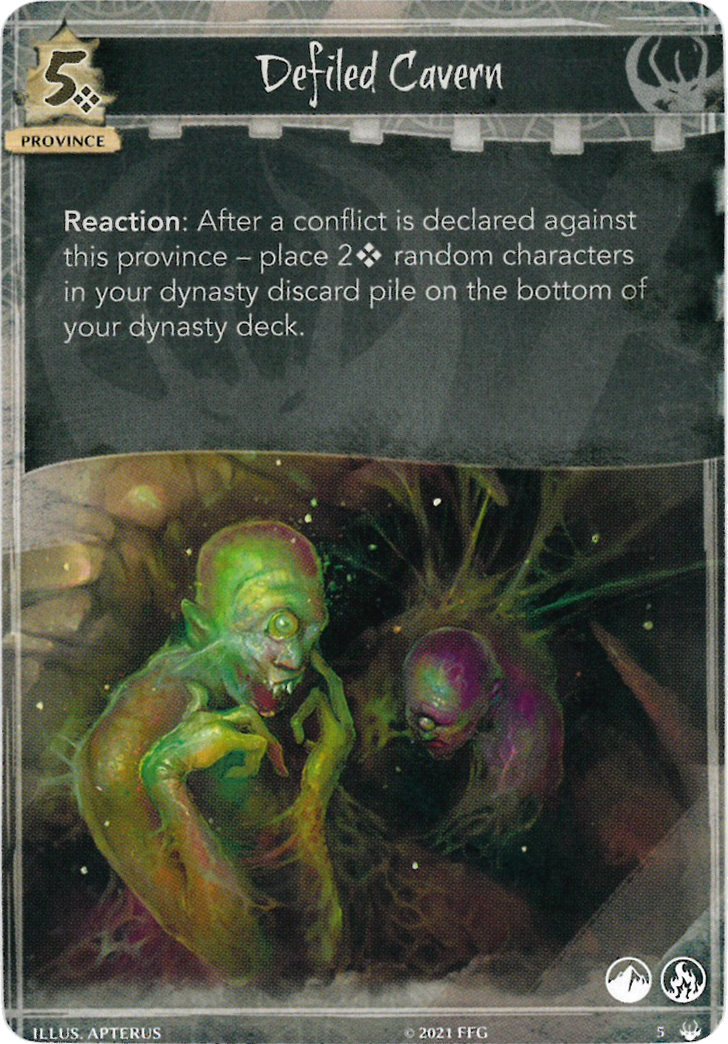 5❖
Defiled Cavern
PROVINCE
Reaction: After a conflict is declared against
this province – place 2❖ random characters
in your dynasty discard pile on the bottom of
your dynasty deck.
ILLUS. APTERUS
© 2021 FFG
5